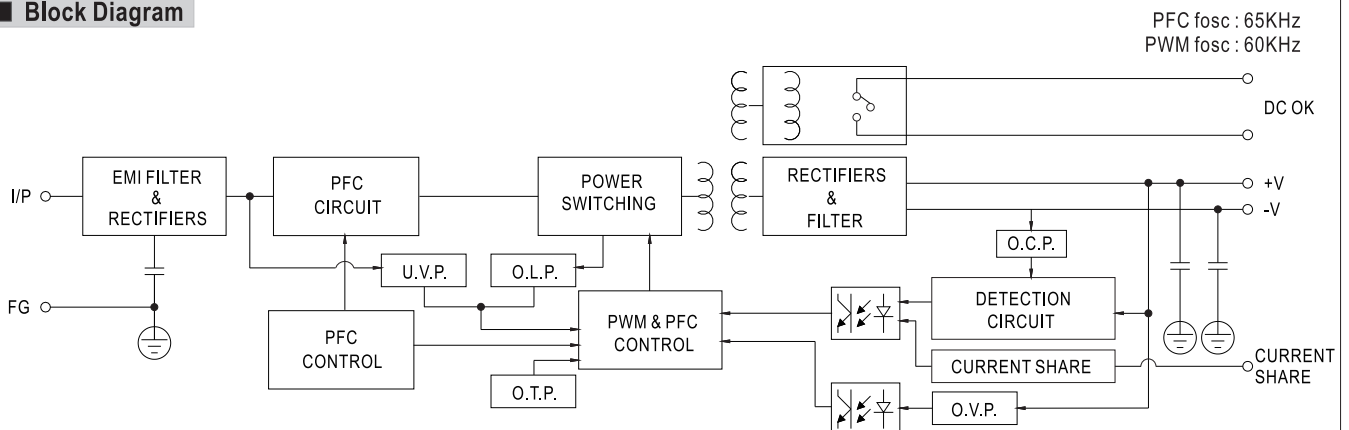 Block Diagram
PFC fosc : 65KHz
PWM fosc : 60KHz
DC OK
I/P
EMI FILTER
&
RECTIFIERS
PFC
CIRCUIT
POWER
SWITCHING
RECTIFIERS
&
FILTER
+V
-V
O.C.P.
U.V.P.
O.L.P.
FG
PFC
CONTROL
PWM & PFC
CONTROL
DETECTION
CIRCUIT
O.T.P.
CURRENT SHARE
CURRENT
SHARE
O.V.P.